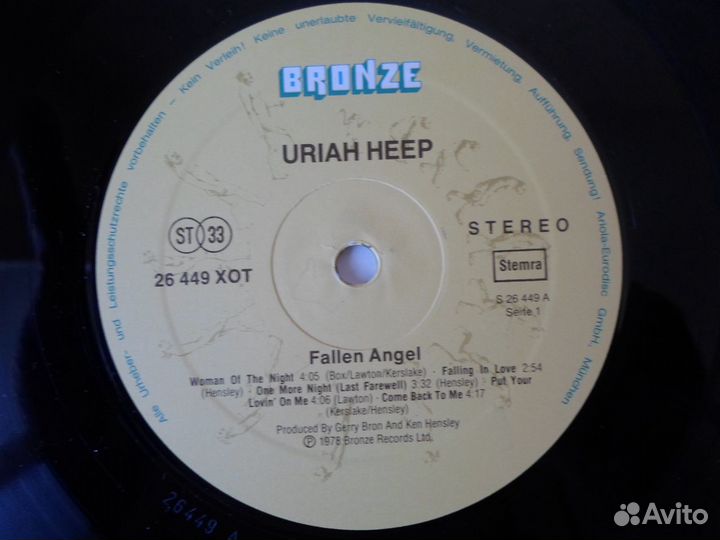 Alle Urheber- und Leistungsschutzrechte vorbehalten – Kein Verleih! Keine unerlaubte Vervielfältigung, Vermietung, Aufführung, Sendung! Ariola-Eurodisc GmbH., München
BRONZE
URIAH HEEP
ST 33
26 449 XOT
STEREO
Stemra
S 26 449 A
Seite 1
Fallen Angel
Woman Of The Night 4:05 (Box/Lawton/Kerslake) · Falling In Love 2:54
(Hensley) · One More Night (Last Farewell) 3:32 (Hensley) · Put Your
Lovin' On Me 4:06 (Lawton) · Come Back To Me 4:17
(Kerslake/Hensley)
Produced By Gerry Bron And Ken Hensley
Ⓟ 1978 Bronze Records Ltd.
26449 A
Avito